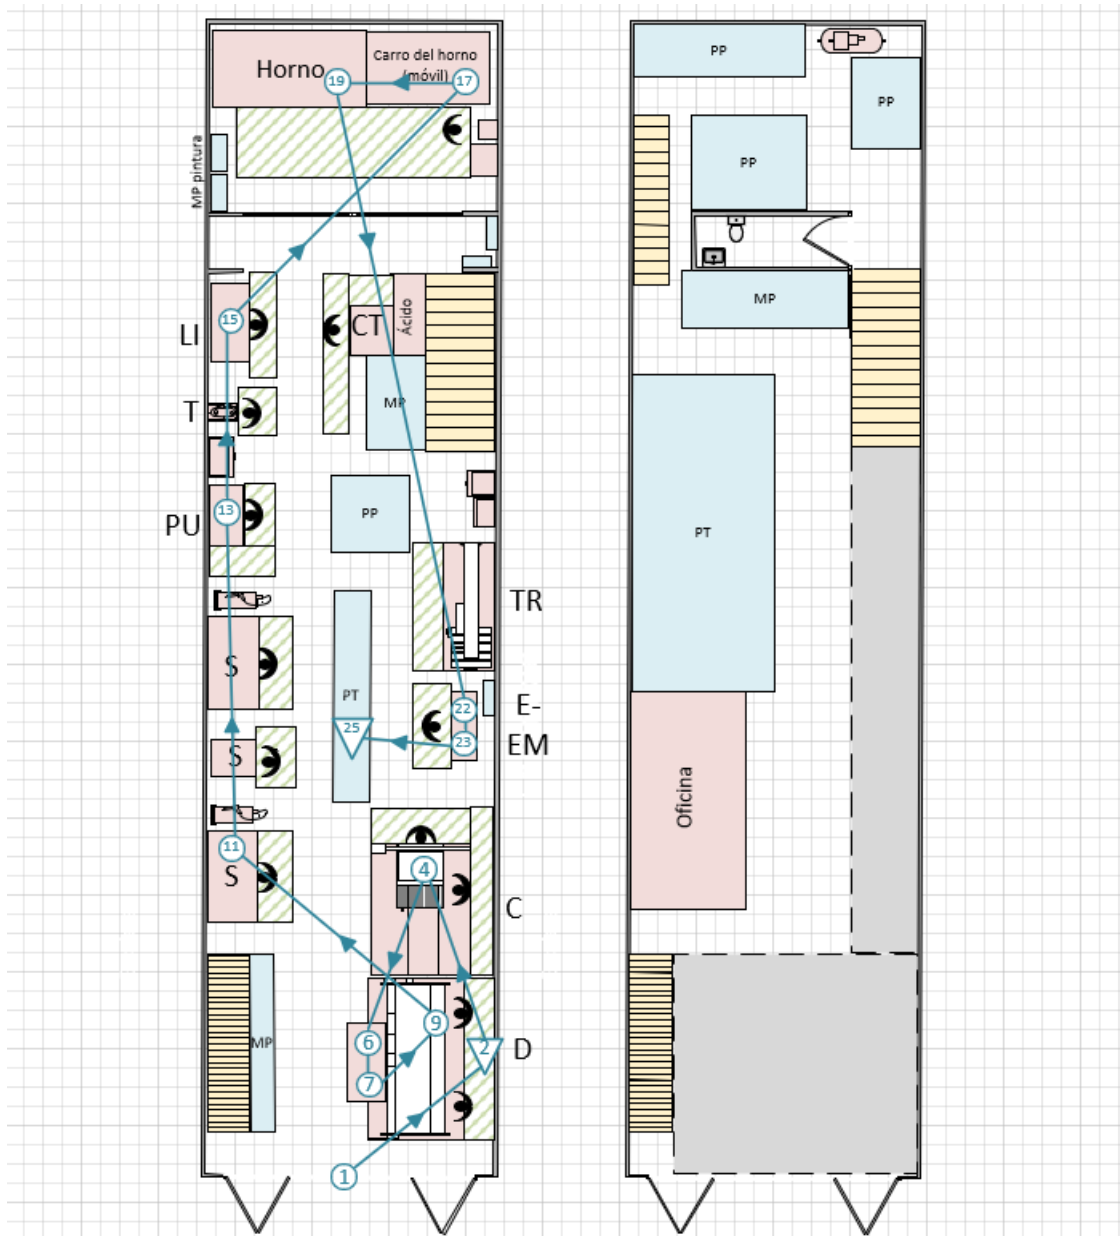 Horno
Carro del horno
(móvil)
19
17
MP pintura
LI
15
CT
Ácido
T
MP
PU
13
PP
TR
S
PT
22
E-
25
23
EM
S
11
S
4
C
9
6
2
D
MP
7
1
PP
PP
PP
MP
PT
Oficina